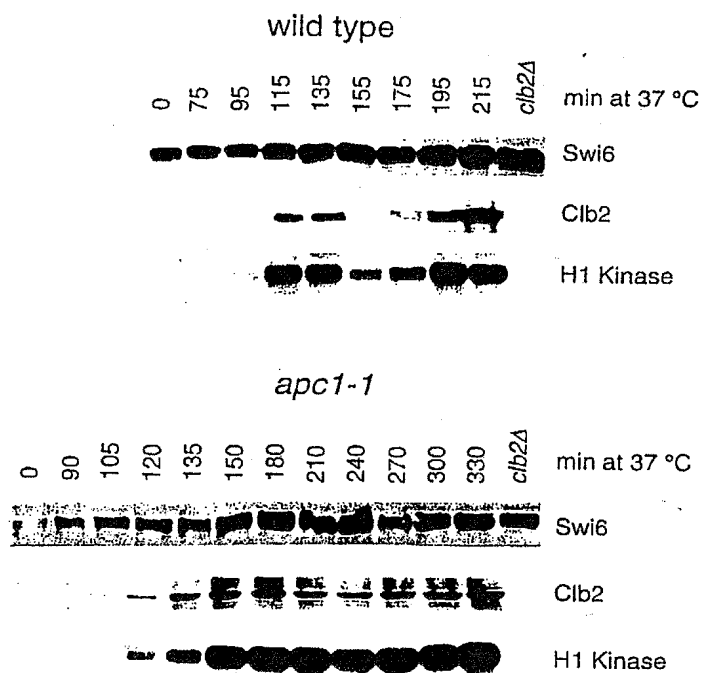 wild type
0 75 95 115 135 155 175 195 215 clb2Δ min at 37 °C
Swi6
Clb2
H1 Kinase
apc1-1
0 90 105 120 135 150 180 210 240 270 300 330 clb2Δ min at 37 °C
Swi6
Clb2
H1 Kinase